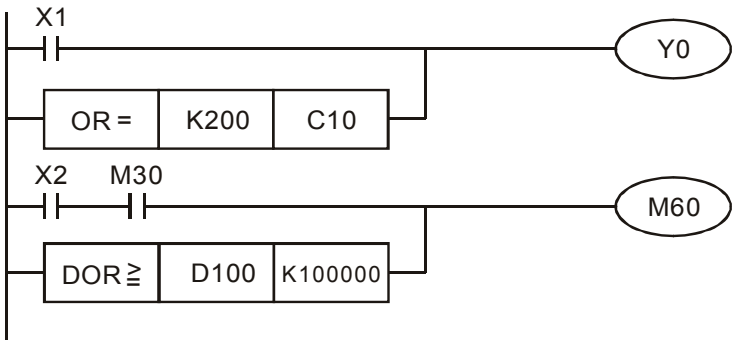 X1
Y0
OR = K200 C10
X2 M30
M60
DOR ≧ D100 K100000